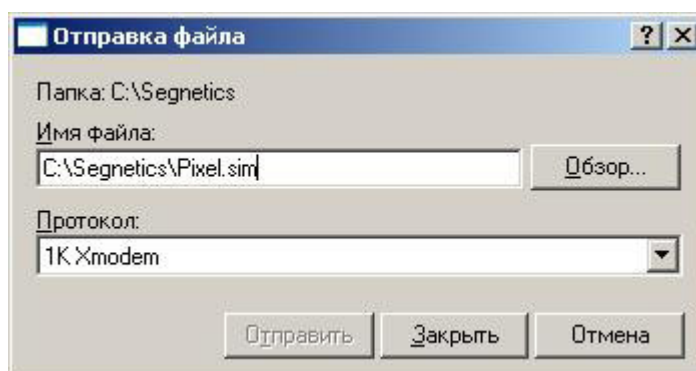 Отправка файла
Папка: C:\Segnetics
Имя файла:
C:\Segnetics\Pixel.sim
Обзор...
Протокол:
1K Xmodem
Отправить Закрыть Отмена